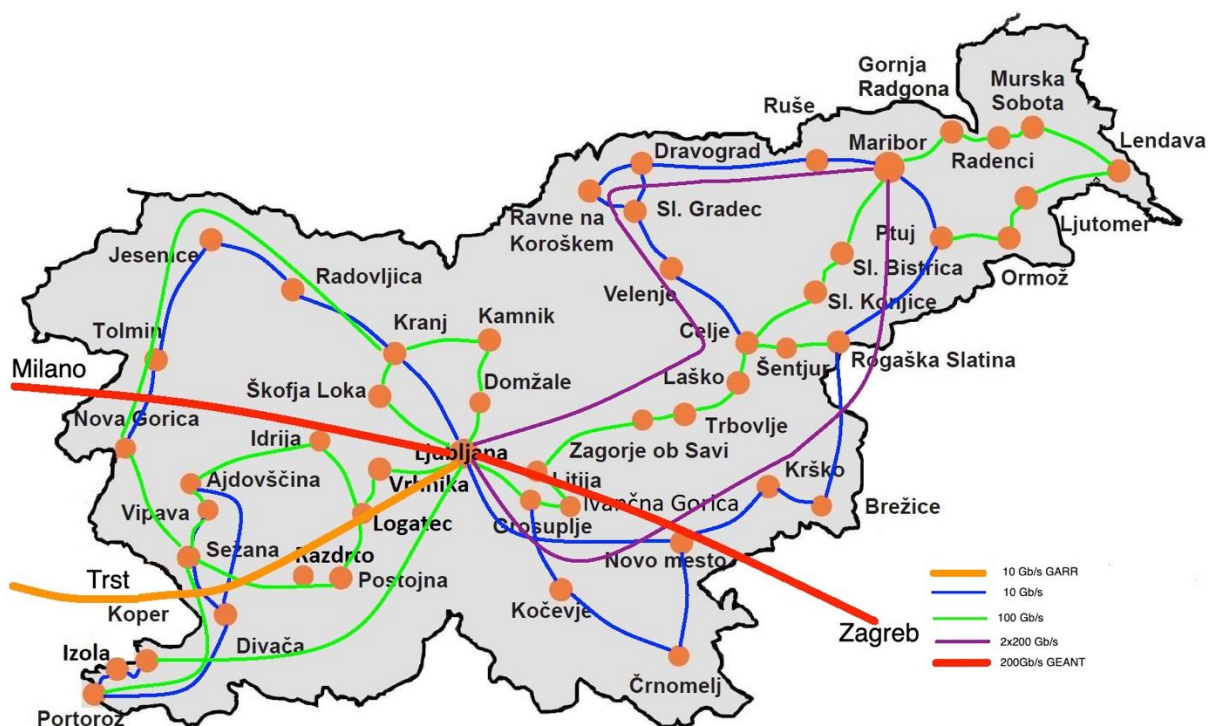 Gornja
Radgona
Murska
Sobota
Ruše
Maribor
Lendava
Dravograd
Radenci
Ravne na
Koroškem
Sl. Gradec
Ljutomer
Ptuj
Jesenice
Sl. Bistrica
Ormož
Radovljica
Velenje
Sl. Konjice
Tolmin
Kranj
Kamnik
Celje
Milano
Škofja Loka
Domžale
Laško
Šentjur
Rogaška Slatina
Nova Gorica
Idrija
Trbovlje
Ljubljana
Zagorje ob Savi
Ajdovščina
Vrhnika
Litija
Krško
Vipava
Logatec
Grosuplje
Ivančna Gorica
Brežice
Sežana
Razdrto
Novo mesto
Trst
Postojna
Koper
Kočevje
Zagreb
Izola
Divača
Črnomelj
Portorož
10 Gb/s GARR
10 Gb/s
100 Gb/s
2x200 Gb/s
200Gb/s GEANT